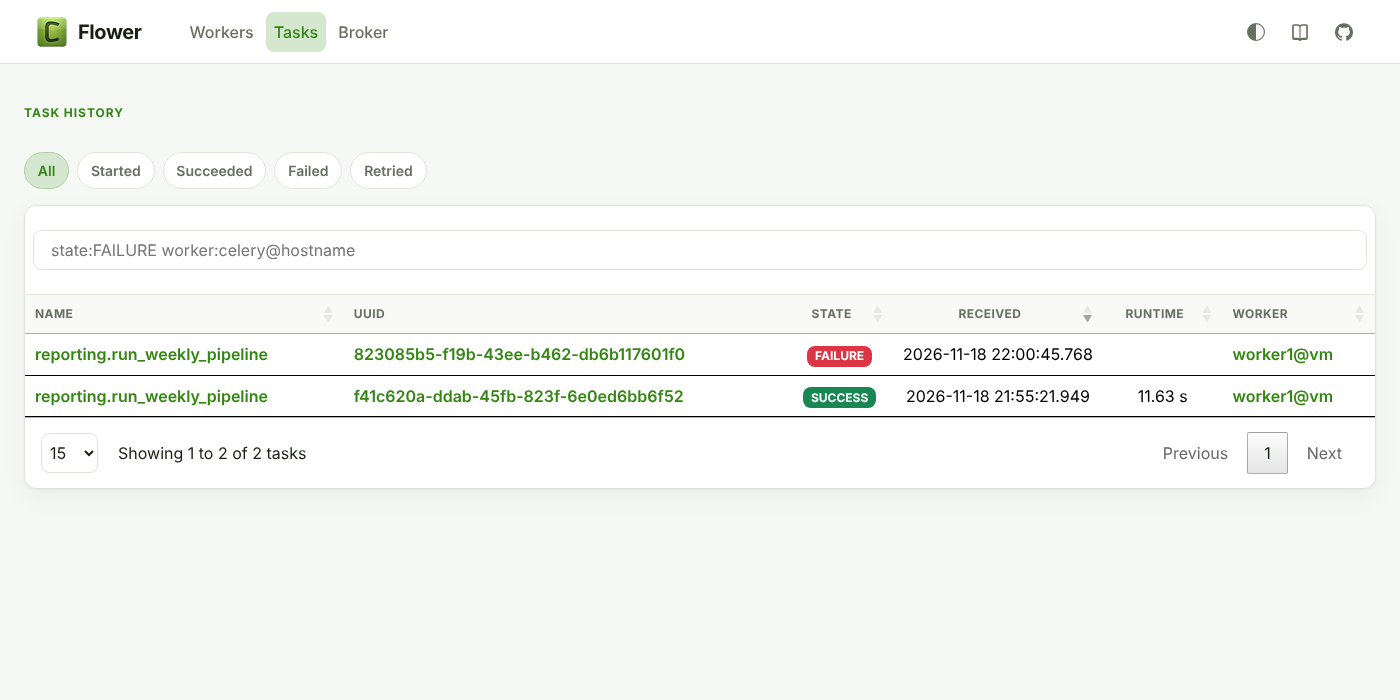 Flower Workers Tasks Broker
TASK HISTORY
All Started Succeeded Failed Retried
state:FAILURE worker:celery@hostname
NAME UUID STATE RECEIVED RUNTIME WORKER
reporting.run_weekly_pipeline 823085b5-f19b-43ee-b462-db6b117601f0 FAILURE 2026-11-18 22:00:45.768 worker1@vm
reporting.run_weekly_pipeline f41c620a-ddab-45fb-823f-6e0ed6bb6f52 SUCCESS 2026-11-18 21:55:21.949 11.63 s worker1@vm
15 Showing 1 to 2 of 2 tasks Previous 1 Next